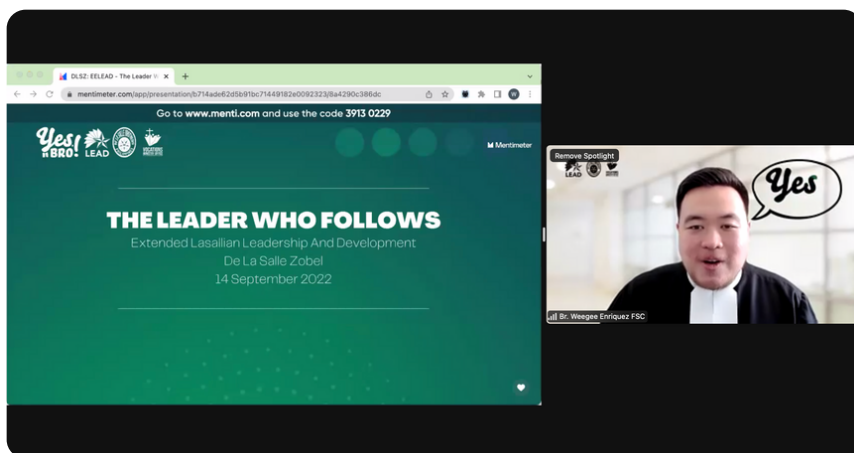 DLSZ: EELEAD - The Leader W
mentimeter.com/app/presentation/b714ade62d5b91bc71449182e0092323/8a4290c386dc
W
Go to www.menti.com and use the code 3913 0229
Yes!
BRO!
LEAD
VOCATIONS
Mentimeter
THE LEADER WHO FOLLOWS
Extended Lasallian Leadership And Development
De La Salle Zobel
14 September 2022
Remove Spotlight
LEAD
Yes
Br. Weegee Enriquez FSC